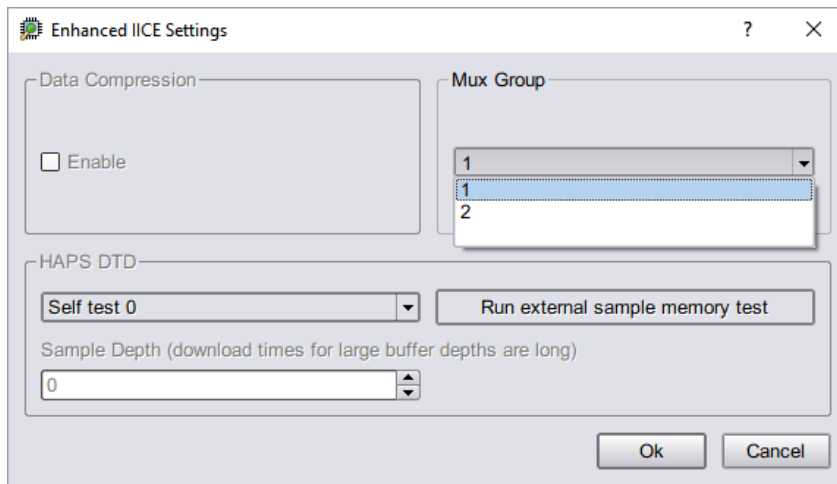 Enhanced IICE Settings
?
Data Compression
Enable
Mux Group
1
1
2
HAPS DTD
Self test 0
Run external sample memory test
Sample Depth (download times for large buffer depths are long)
0
Ok
Cancel